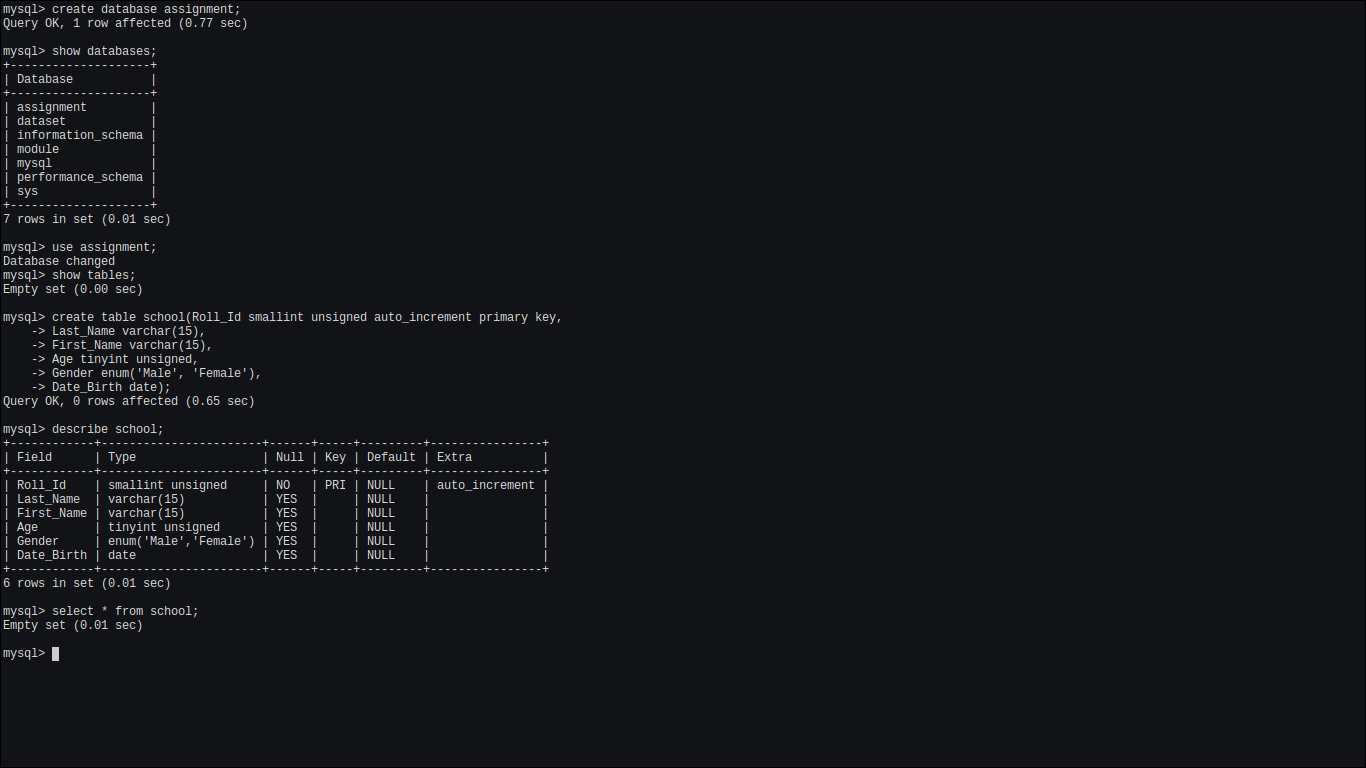 mysql> create database assignment;
Query OK, 1 row affected (0.77 sec)

mysql> show databases;
+--------------------+
| Database           |
+--------------------+
| assignment         |
| dataset            |
| information_schema |
| module             |
| mysql              |
| performance_schema |
| sys                |
+--------------------+
7 rows in set (0.01 sec)

mysql> use assignment;
Database changed
mysql> show tables;
Empty set (0.00 sec)

mysql> create table school(Roll_Id smallint unsigned auto_increment primary key,
    -> Last_Name varchar(15),
    -> First_Name varchar(15),
    -> Age tinyint unsigned,
    -> Gender enum('Male', 'Female'),
    -> Date_Birth date);
Query OK, 0 rows affected (0.65 sec)

mysql> describe school;
+------------+-----------------------+------+-----+---------+----------------+
| Field      | Type                  | Null | Key | Default | Extra          |
+------------+-----------------------+------+-----+---------+----------------+
| Roll_Id    | smallint unsigned     | NO   | PRI | NULL    | auto_increment |
| Last_Name  | varchar(15)           | YES  |     | NULL    |                |
| First_Name | varchar(15)           | YES  |     | NULL    |                |
| Age        | tinyint unsigned      | YES  |     | NULL    |                |
| Gender     | enum('Male','Female') | YES  |     | NULL    |                |
| Date_Birth | date                  | YES  |     | NULL    |                |
+------------+-----------------------+------+-----+---------+----------------+
6 rows in set (0.01 sec)

mysql> select * from school;
Empty set (0.01 sec)

mysql>